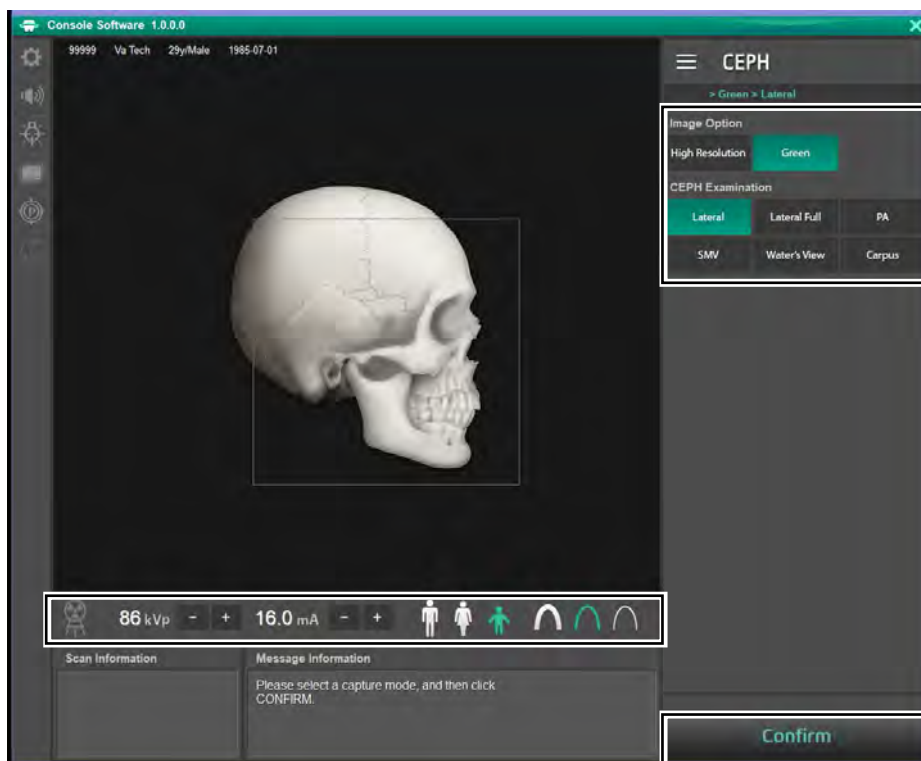 Console Software 1.0.0.0
99999 Va Tech 29y/Male 1985-07-01
CEPH
> Green > Lateral
Image Option
High Resolution Green
CEPH Examination
Lateral Lateral Full PA
SMV Water's View Carpus
86 kVp - + 16.0 mA - +
Scan Information
Message Information
Please select a capture mode, and then click
CONFIRM.
Confirm